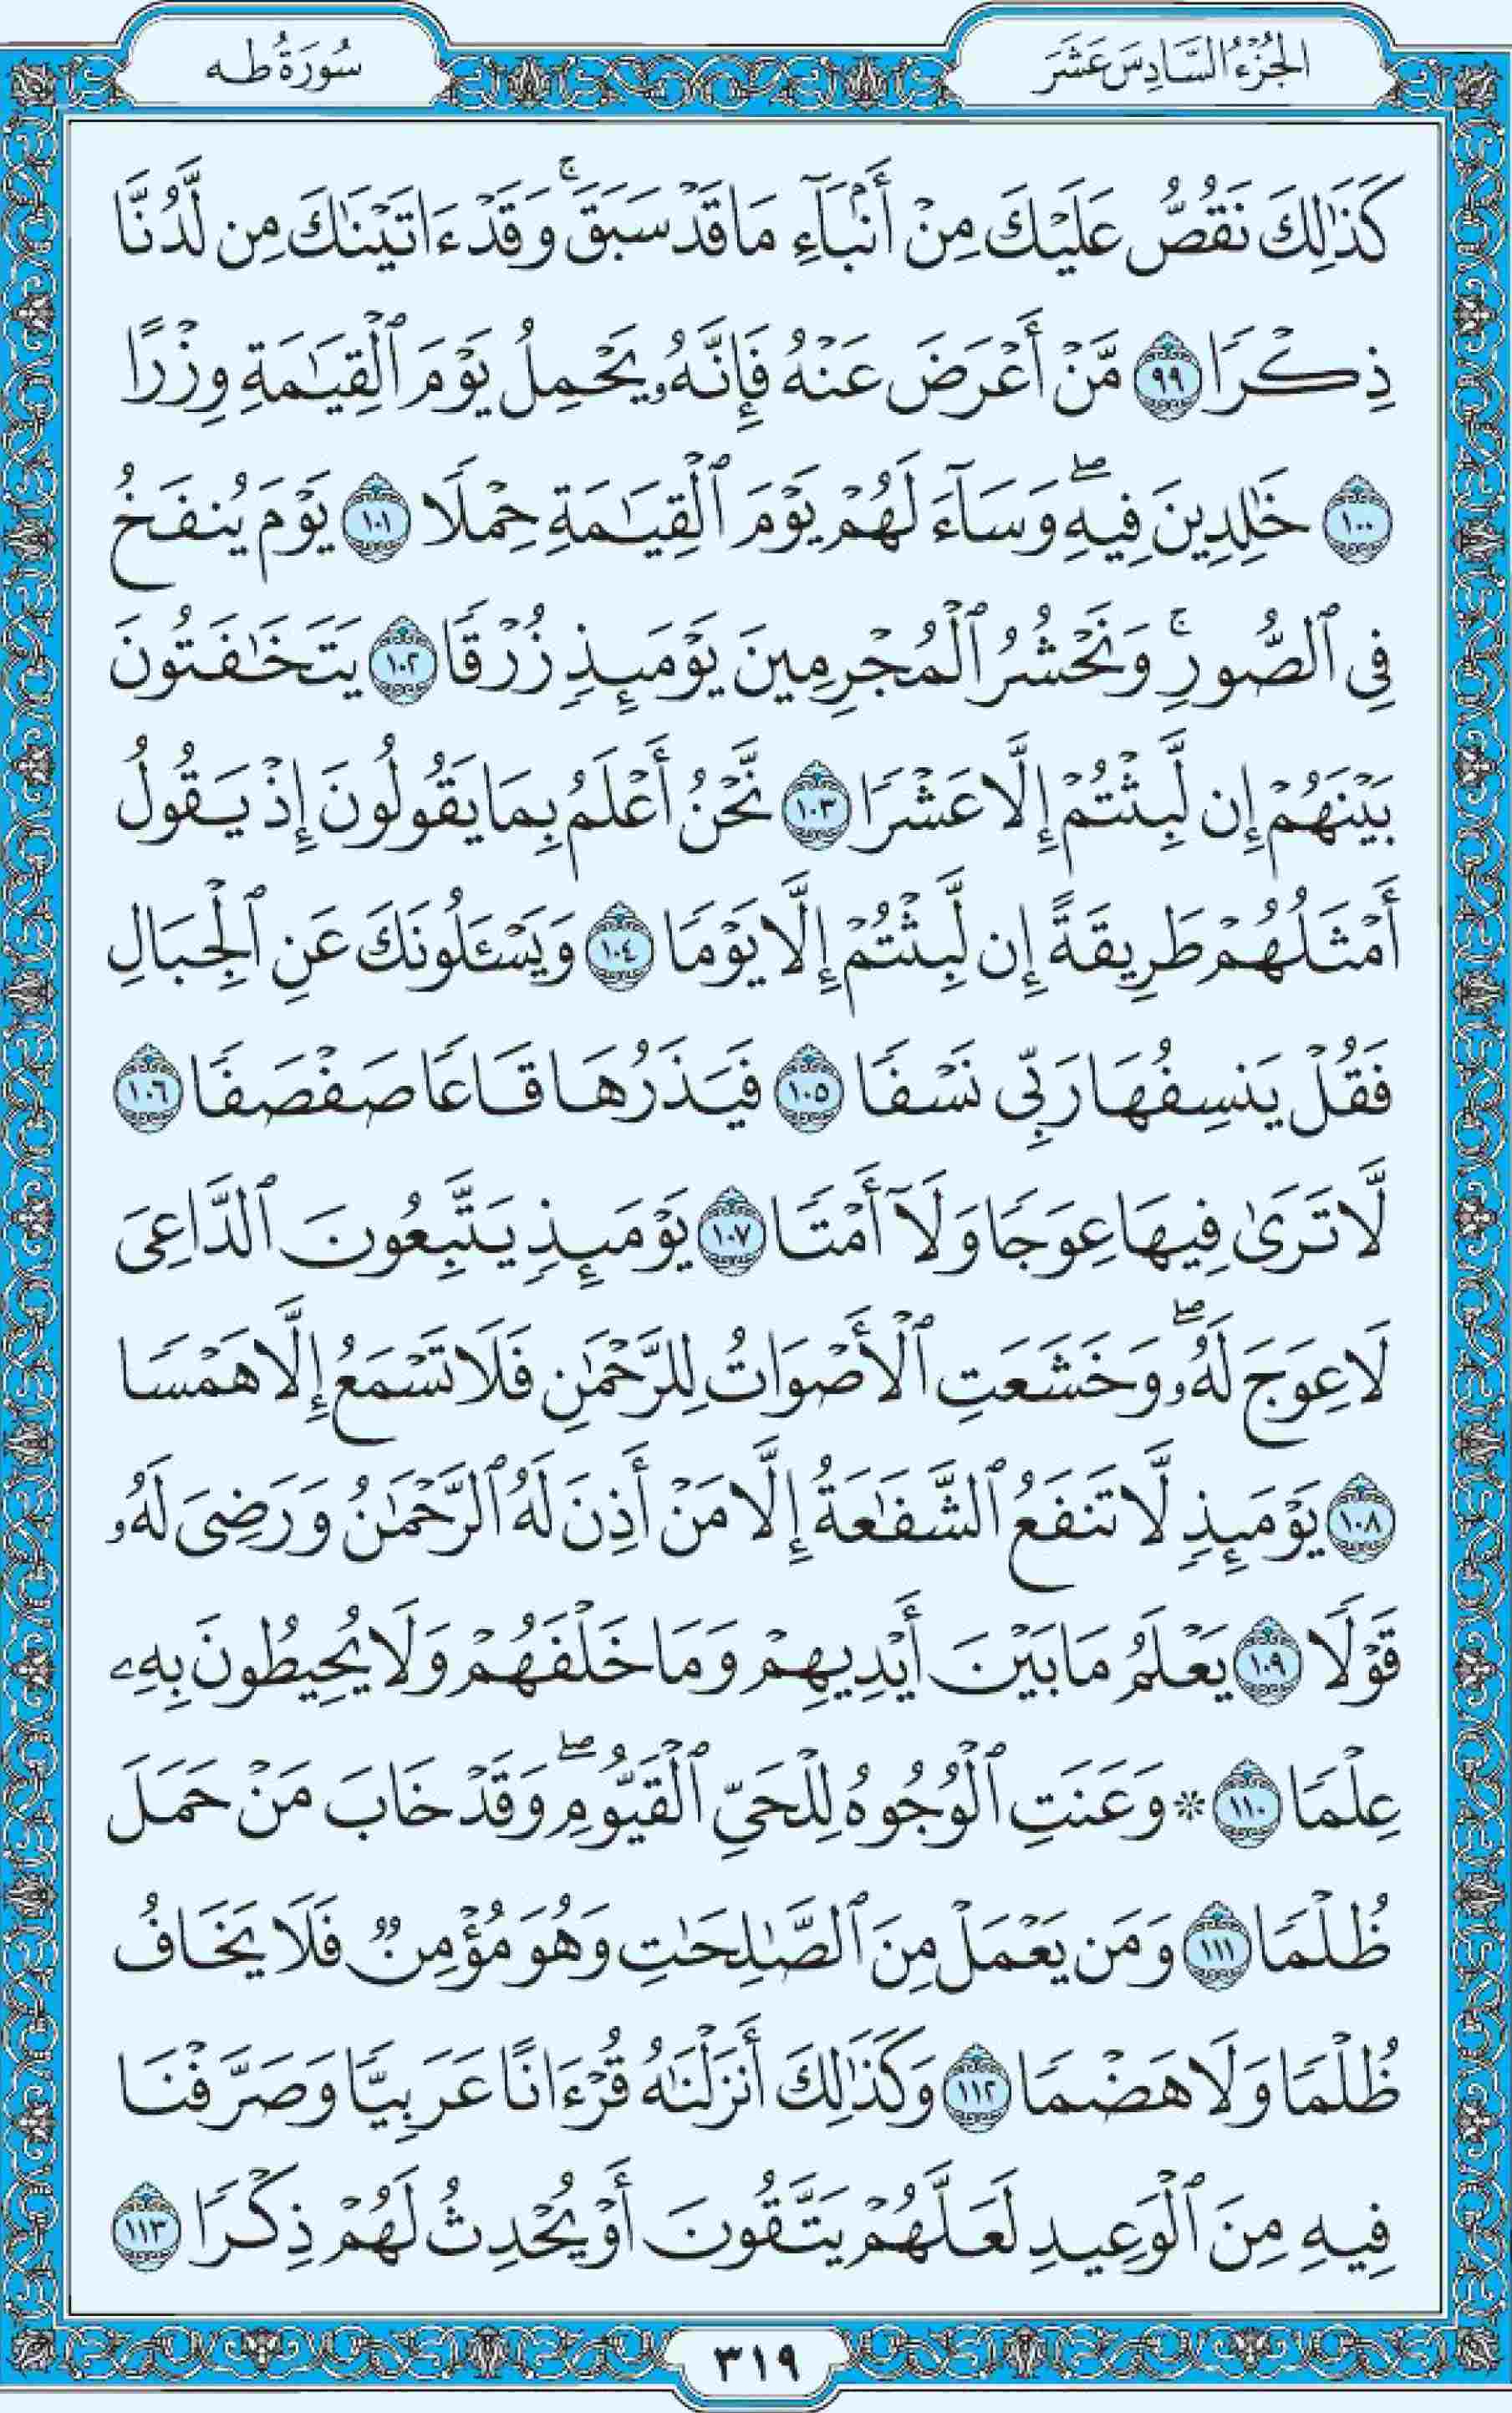 الجُزْءُ السَّادِسَ عَشَرَ
سُورَةُ طه
كَذَٰلِكَ نَقُصُّ عَلَيْكَ مِنْ أَنۢبَآءِ مَا قَدْ سَبَقَۚ وَقَدْ ءَاتَيْنَٰكَ مِن لَّدُنَّا
ذِكْرٗا ٩٩ مَّنْ أَعْرَضَ عَنْهُ فَإِنَّهُۥ يَحْمِلُ يَوْمَ ٱلْقِيَٰمَةِ وِزْرًا
١٠٠ خَٰلِدِينَ فِيهِۖ وَسَآءَ لَهُمْ يَوْمَ ٱلْقِيَٰمَةِ حِمْلٗا ١٠١ يَوْمَ يُنفَخُ
فِي ٱلصُّورِۚ وَنَحْشُرُ ٱلْمُجْرِمِينَ يَوْمَئِذٖ زُرْقٗا ١٠٢ يَتَخَٰفَتُونَ
بَيْنَهُمْ إِن لَّبِثْتُمْ إِلَّا عَشْرٗا ١٠٣ نَّحْنُ أَعْلَمُ بِمَا يَقُولُونَ إِذْ يَقُولُ
أَمْثَلُهُمْ طَرِيقَةً إِن لَّبِثْتُمْ إِلَّا يَوْمٗا ١٠٤ وَيَسْـَٔلُونَكَ عَنِ ٱلْجِبَالِ
فَقُلْ يَنسِفُهَا رَبِّي نَسْفٗا ١٠٥ فَيَذَرُهَا قَاعٗا صَفْصَفٗا ١٠٦
لَّا تَرَىٰ فِيهَا عِوَجٗا وَلَآ أَمْتٗا ١٠٧ يَوْمَئِذٖ يَتَّبِعُونَ ٱلدَّاعِيَ
لَا عِوَجَ لَهُۥۖ وَخَشَعَتِ ٱلْأَصْوَاتُ لِلرَّحْمَٰنِ فَلَا تَسْمَعُ إِلَّا هَمْسٗا
١٠٨ يَوْمَئِذٖ لَّا تَنفَعُ ٱلشَّفَٰعَةُ إِلَّا مَنْ أَذِنَ لَهُ ٱلرَّحْمَٰنُ وَرَضِيَ لَهُۥ
قَوْلٗا ١٠٩ يَعْلَمُ مَا بَيْنَ أَيْدِيهِمْ وَمَا خَلْفَهُمْ وَلَا يُحِيطُونَ بِهِۦ
عِلْمٗا ١١٠ ۞ وَعَنَتِ ٱلْوُجُوهُ لِلْحَيِّ ٱلْقَيُّومِۖ وَقَدْ خَابَ مَنْ حَمَلَ
ظُلْمٗا ١١١ وَمَن يَعْمَلْ مِنَ ٱلصَّٰلِحَٰتِ وَهُوَ مُؤْمِنٞ فَلَا يَخَافُ
ظُلْمٗا وَلَا هَضْمٗا ١١٢ وَكَذَٰلِكَ أَنزَلْنَٰهُ قُرْءَانًا عَرَبِيّٗا وَصَرَّفْنَا
فِيهِ مِنَ ٱلْوَعِيدِ لَعَلَّهُمْ يَتَّقُونَ أَوْ يُحْدِثُ لَهُمْ ذِكْرٗا ١١٣
٣١٩